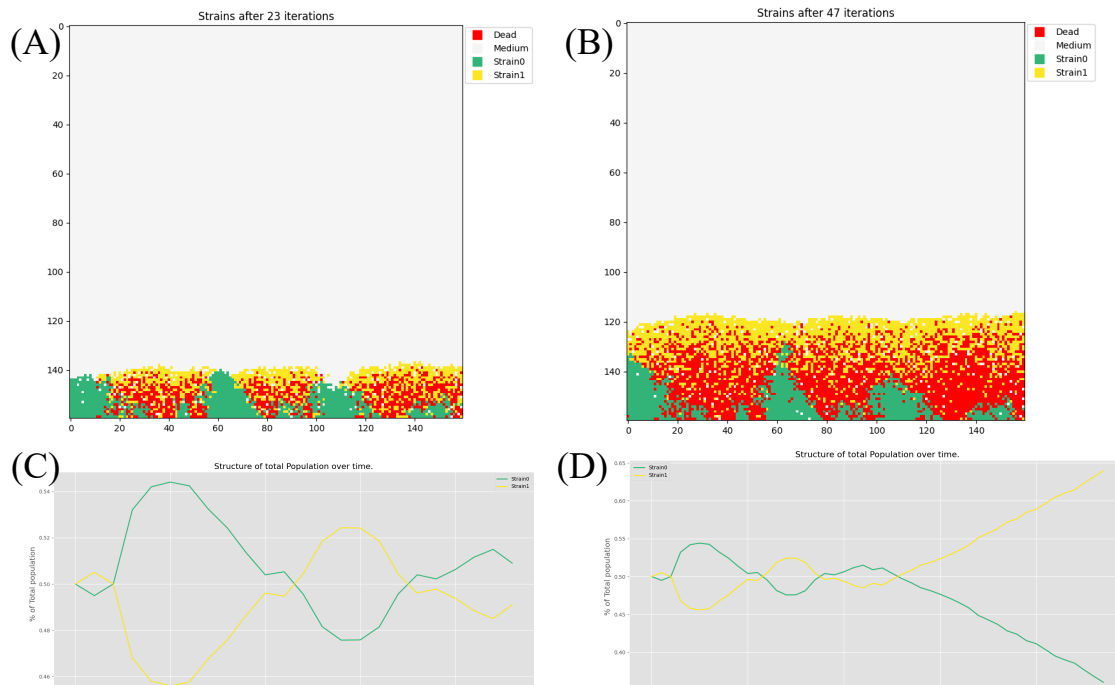 Strains after 23 iterations
(A)
Dead
Medium
Strain0
Strain1
0
20
40
60
80
100
120
140
0 20 40 60 80 100 120 140
Strains after 47 iterations
(B)
Dead
Medium
Strain0
Strain1
0
20
40
60
80
100
120
140
0 20 40 60 80 100 120 140
(C)
Structure of total Population over time.
Strain0
Strain1
% of Total population
0.54
0.52
0.50
0.48
0.46
(D)
Structure of total Population over time.
Strain0
Strain1
% of Total population
0.65
0.60
0.55
0.50
0.45
0.40